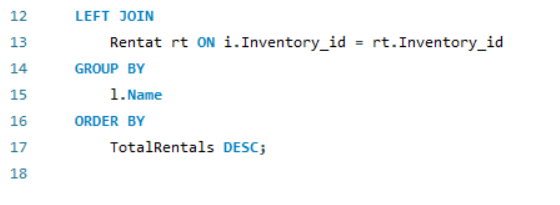 12 LEFT JOIN
13 Rentat rt ON i.Inventory_id = rt.Inventory_id
14 GROUP BY
15 l.Name
16 ORDER BY
17 TotalRentals DESC;
18